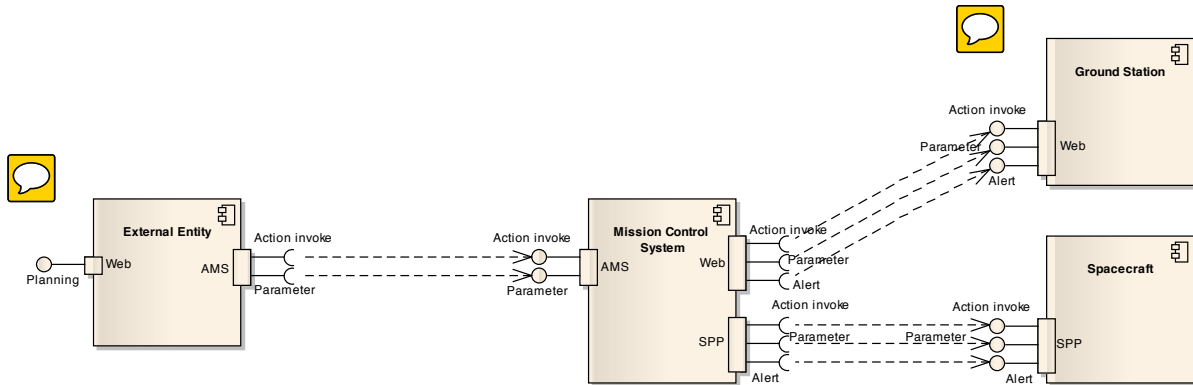 Ground Station
Action invoke
Parameter
Web
Alert
External Entity
Action invoke
Web
AMS
Planning
Parameter
Action invoke
Parameter
Mission Control
System
AMS
Action invoke
Web
Parameter
Alert
Action invoke
SPP
Parameter
Alert
Spacecraft
Action invoke
Parameter
SPP
Alert